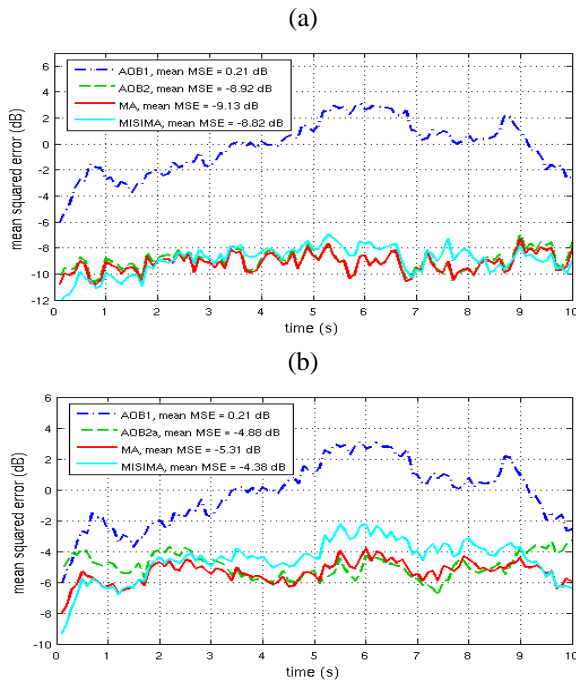 (a)
6
4
2
0
-2
-4
-6
-8
-10
-12
mean squared error (dB)
AOB1, mean MSE = 0.21 dB
AOB2, mean MSE = -8.92 dB
MA, mean MSE = -9.13 dB
MISIMA, mean MSE = -8.82 dB
0 1 2 3 4 5 6 7 8 9 10
time (s)
(b)
6
4
2
0
-2
-4
-6
-8
-10
mean squared error (dB)
AOB1, mean MSE = 0.21 dB
AOB2a, mean MSE = -4.88 dB
MA, mean MSE = -5.31 dB
MISIMA, mean MSE = -4.38 dB
0 1 2 3 4 5 6 7 8 9 10
time (s)